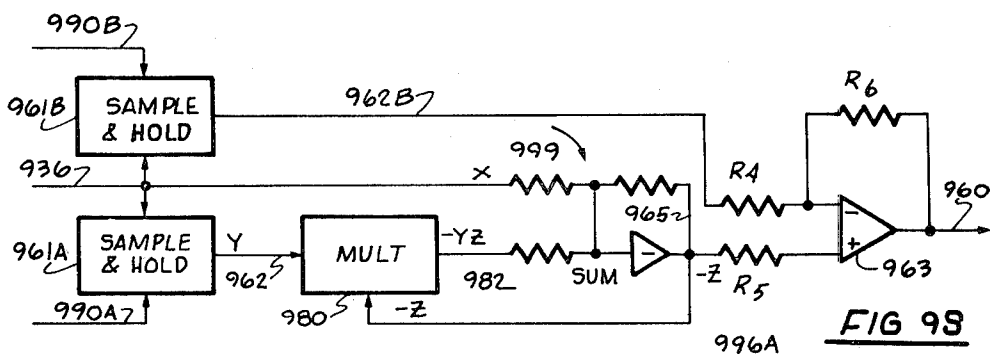 990B
961B
SAMPLE
& HOLD
962B
R6
936
X
999
R4
965
960
961A
SAMPLE
& HOLD
Y
962
MULT
-YZ
982
SUM
-Z
R5
-
-
+
963
990A
980
-Z
996A
FIG 9S